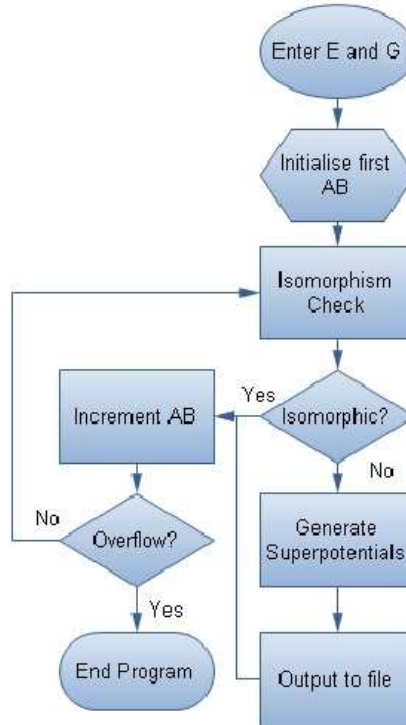 Enter E and G
Initialise first
AB
Isomorphism
Check
Yes
Isomorphic?
Increment AB
No
Generate
Superpotentials
No
Overflow?
Yes
Output to file
End Program